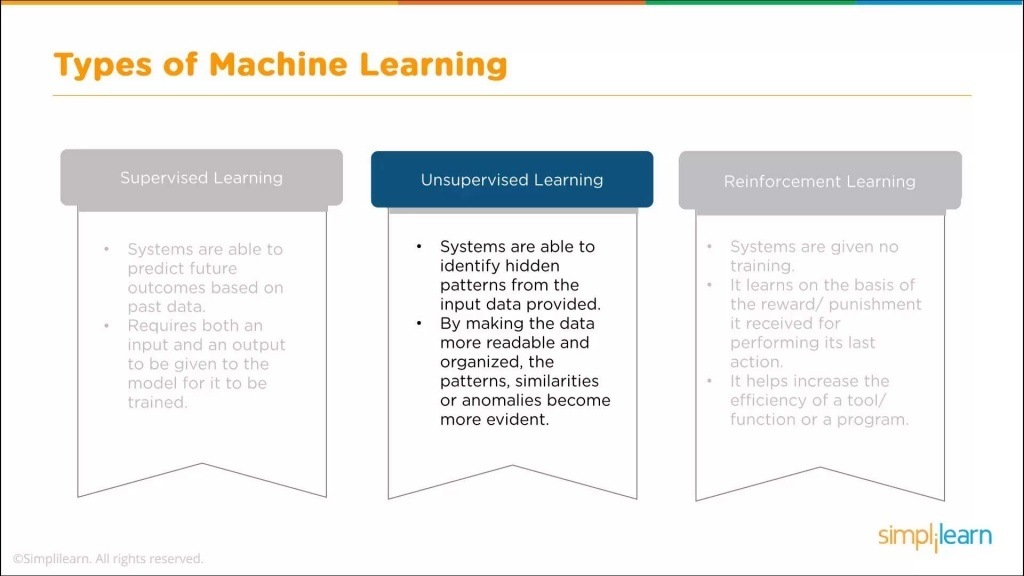 Types of Machine Learning
Supervised Learning
• Systems are able to
predict future
outcomes based on
past data.
• Requires both an
input and an output
to be given to the
model for it to be
trained.
Unsupervised Learning
• Systems are able to
identify hidden
patterns from the
input data provided.
• By making the data
more readable and
organized, the
patterns, similarities
or anomalies become
more evident.
Reinforcement Learning
• Systems are given no
training.
• It learns on the basis of
the reward/ punishment
it received for
performing its last
action.
• It helps increase the
efficiency of a tool/
function or a program.
simplilearn
©Simplilearn. All rights reserved.